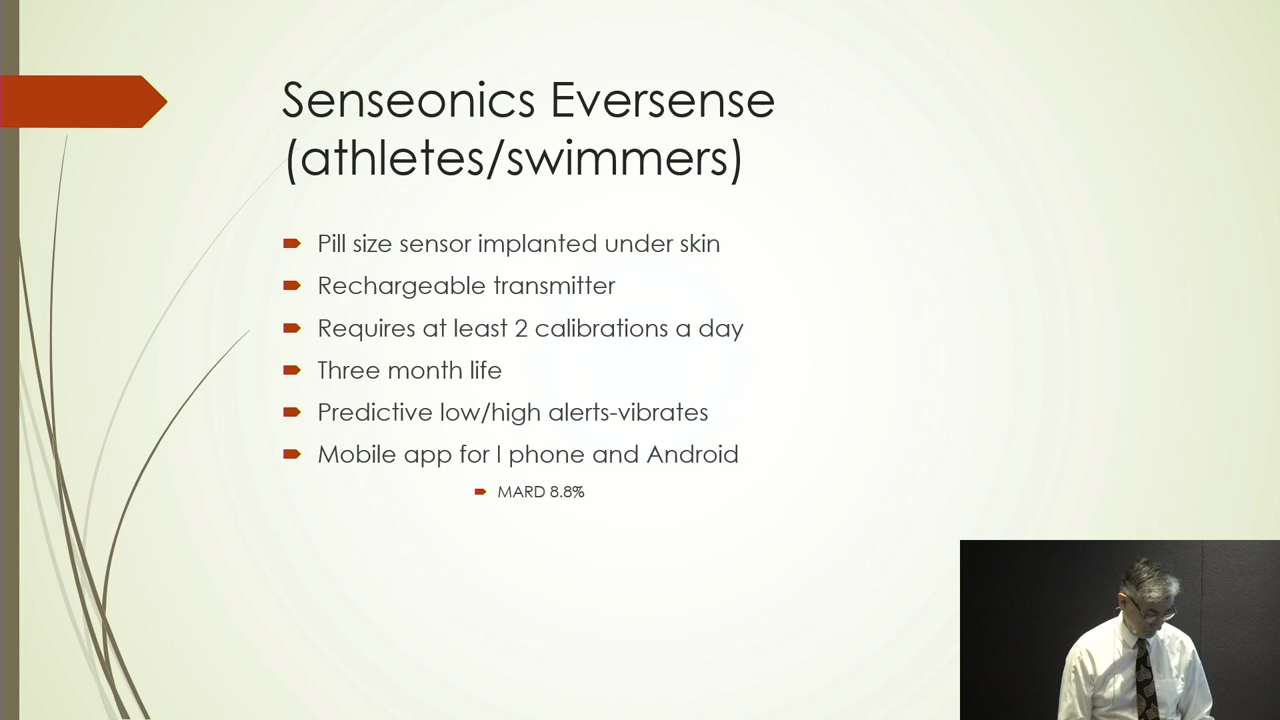 Senseonics Eversense
(athletes/swimmers)
Pill size sensor implanted under skin
Rechargeable transmitter
Requires at least 2 calibrations a day
Three month life
Predictive low/high alerts-vibrates
Mobile app for I phone and Android
MARD 8.8%